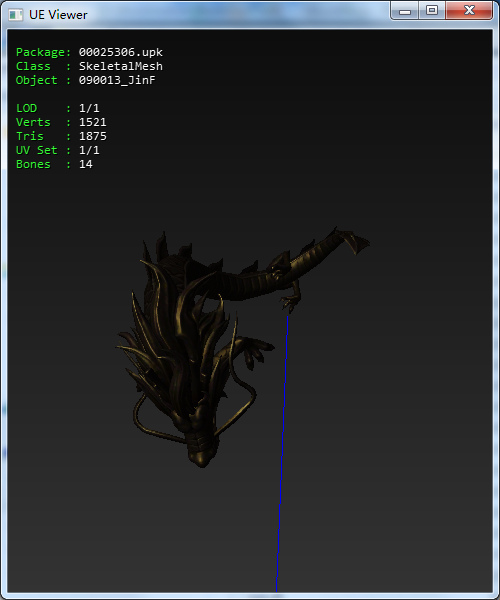 UE Viewer
Package: 00025306.upk
Class  : SkeletalMesh
Object : 090013_JinF
LOD    : 1/1
Verts  : 1521
Tris   : 1875
UV Set : 1/1
Bones  : 14